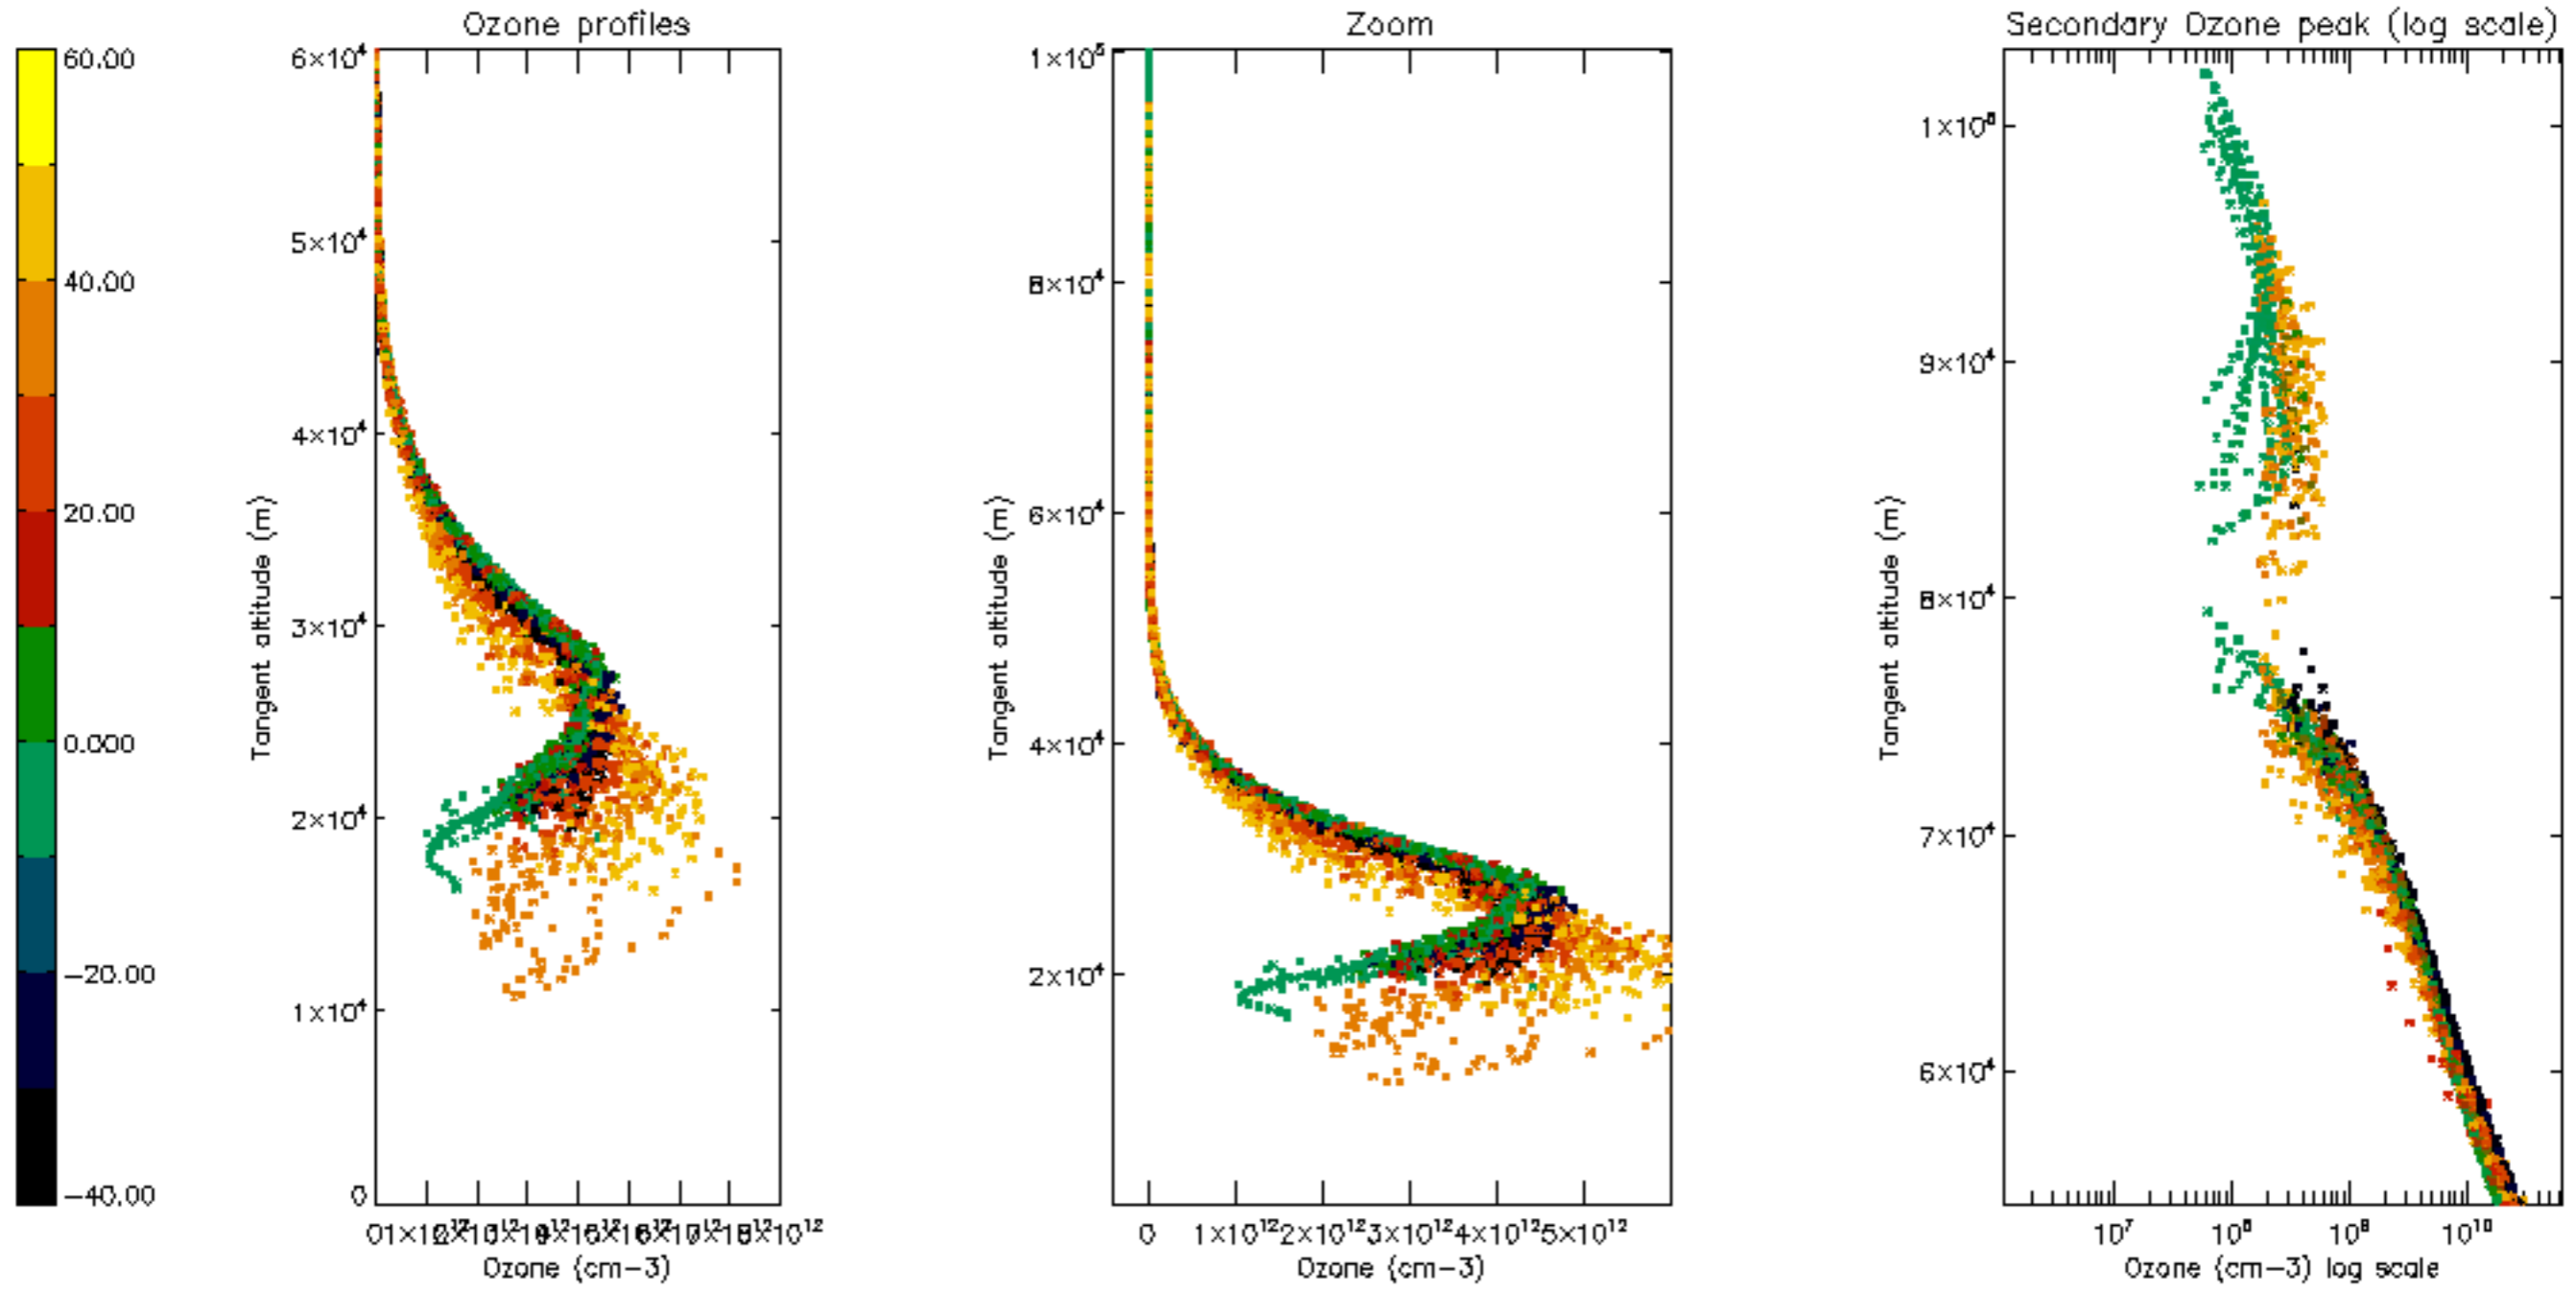 Ozone profiles
Zoom
Secondary Ozone peak (log scale)
60.00
40.00
20.00
0.000
−20.00
−40.00
6×10⁴
5×10⁴
4×10⁴
3×10⁴
2×10⁴
1×10⁴
0
Tangent altitude (m)
Ozone (cm−3)
1×10⁵
8×10⁴
6×10⁴
4×10⁴
2×10⁴
Tangent altitude (m)
0 1×10¹² 2×10¹² 3×10¹² 4×10¹² 5×10¹²
Ozone (cm−3)
1×10⁵
9×10⁴
8×10⁴
7×10⁴
6×10⁴
Tangent altitude (m)
10⁷ 10⁸ 10⁹ 10¹⁰
Ozone (cm−3) log scale